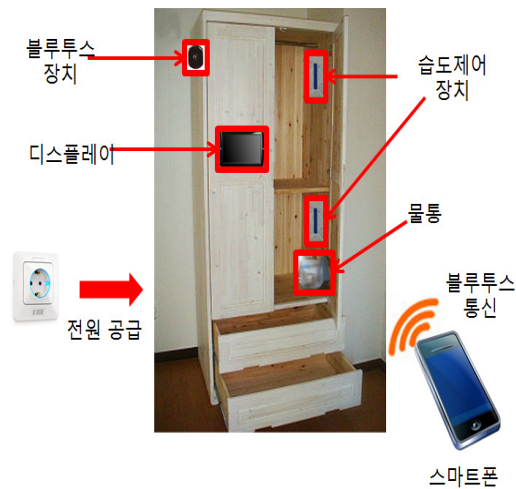 블루투스
장치
디스플레이
습도제어
장치
물통
전원 공급
블루투스
통신
스마트폰